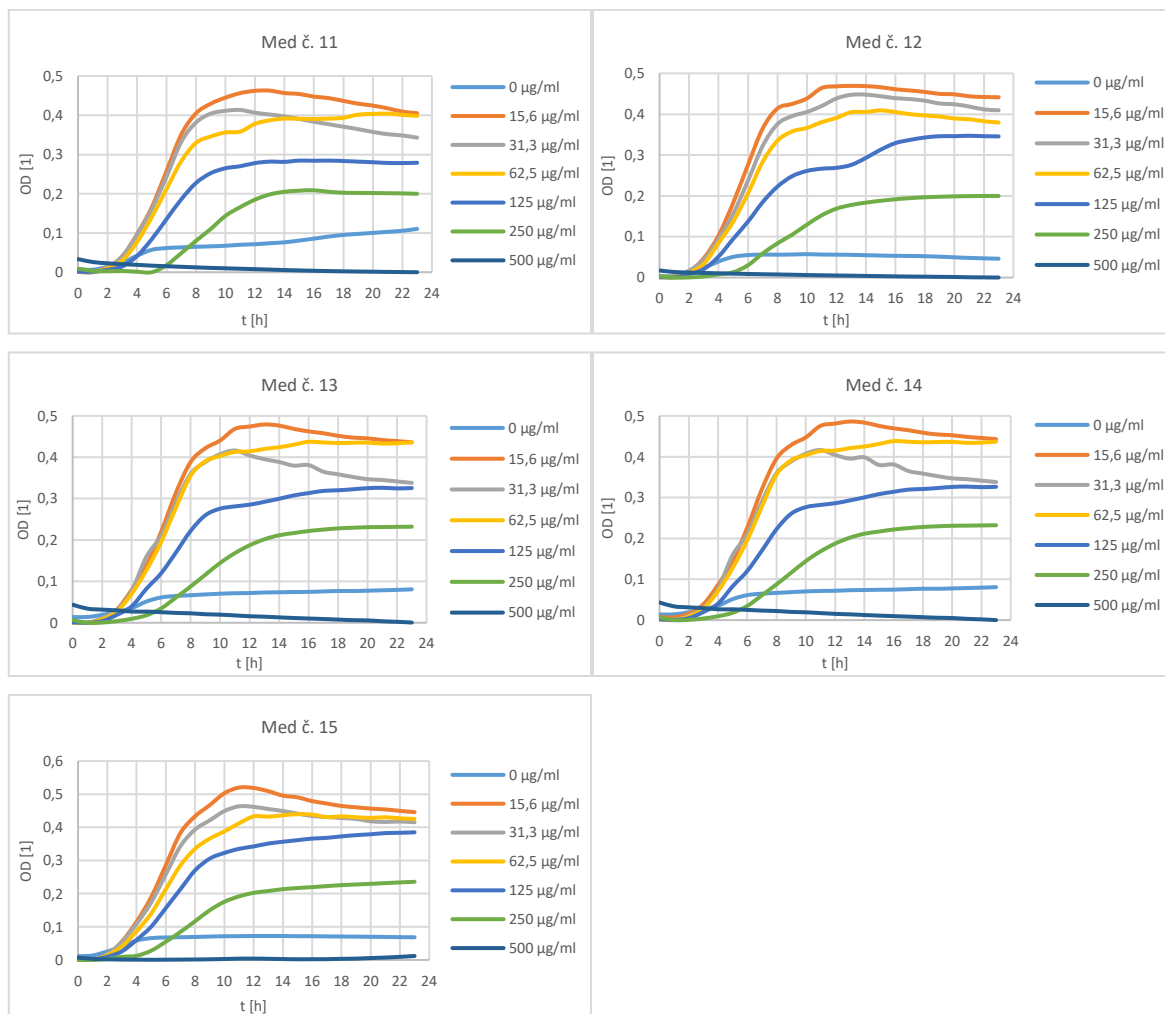 Med č. 11
0,5
0,4
0,3
0,2
0,1
0
OD [1]
0 2 4 6 8 10 12 14 16 18 20 22 24
t [h]
0 µg/ml
15,6 µg/ml
31,3 µg/ml
62,5 µg/ml
125 µg/ml
250 µg/ml
500 µg/ml
Med č. 12
0,5
0,4
0,3
0,2
0,1
0
OD [1]
0 2 4 6 8 10 12 14 16 18 20 22 24
t [h]
0 µg/ml
15,6 µg/ml
31,3 µg/ml
62,5 µg/ml
125 µg/ml
250 µg/ml
500 µg/ml
Med č. 13
0,5
0,4
0,3
0,2
0,1
0
OD [1]
0 2 4 6 8 10 12 14 16 18 20 22 24
t [h]
0 µg/ml
15,6 µg/ml
31,3 µg/ml
62,5 µg/ml
125 µg/ml
250 µg/ml
500 µg/ml
Med č. 14
0,5
0,4
0,3
0,2
0,1
0
OD [1]
0 2 4 6 8 10 12 14 16 18 20 22 24
t [h]
0 µg/ml
15,6 µg/ml
31,3 µg/ml
62,5 µg/ml
125 µg/ml
250 µg/ml
500 µg/ml
Med č. 15
0,6
0,5
0,4
0,3
0,2
0,1
0
OD [1]
0 2 4 6 8 10 12 14 16 18 20 22 24
t [h]
0 µg/ml
15,6 µg/ml
31,3 µg/ml
62,5 µg/ml
125 µg/ml
250 µg/ml
500 µg/ml